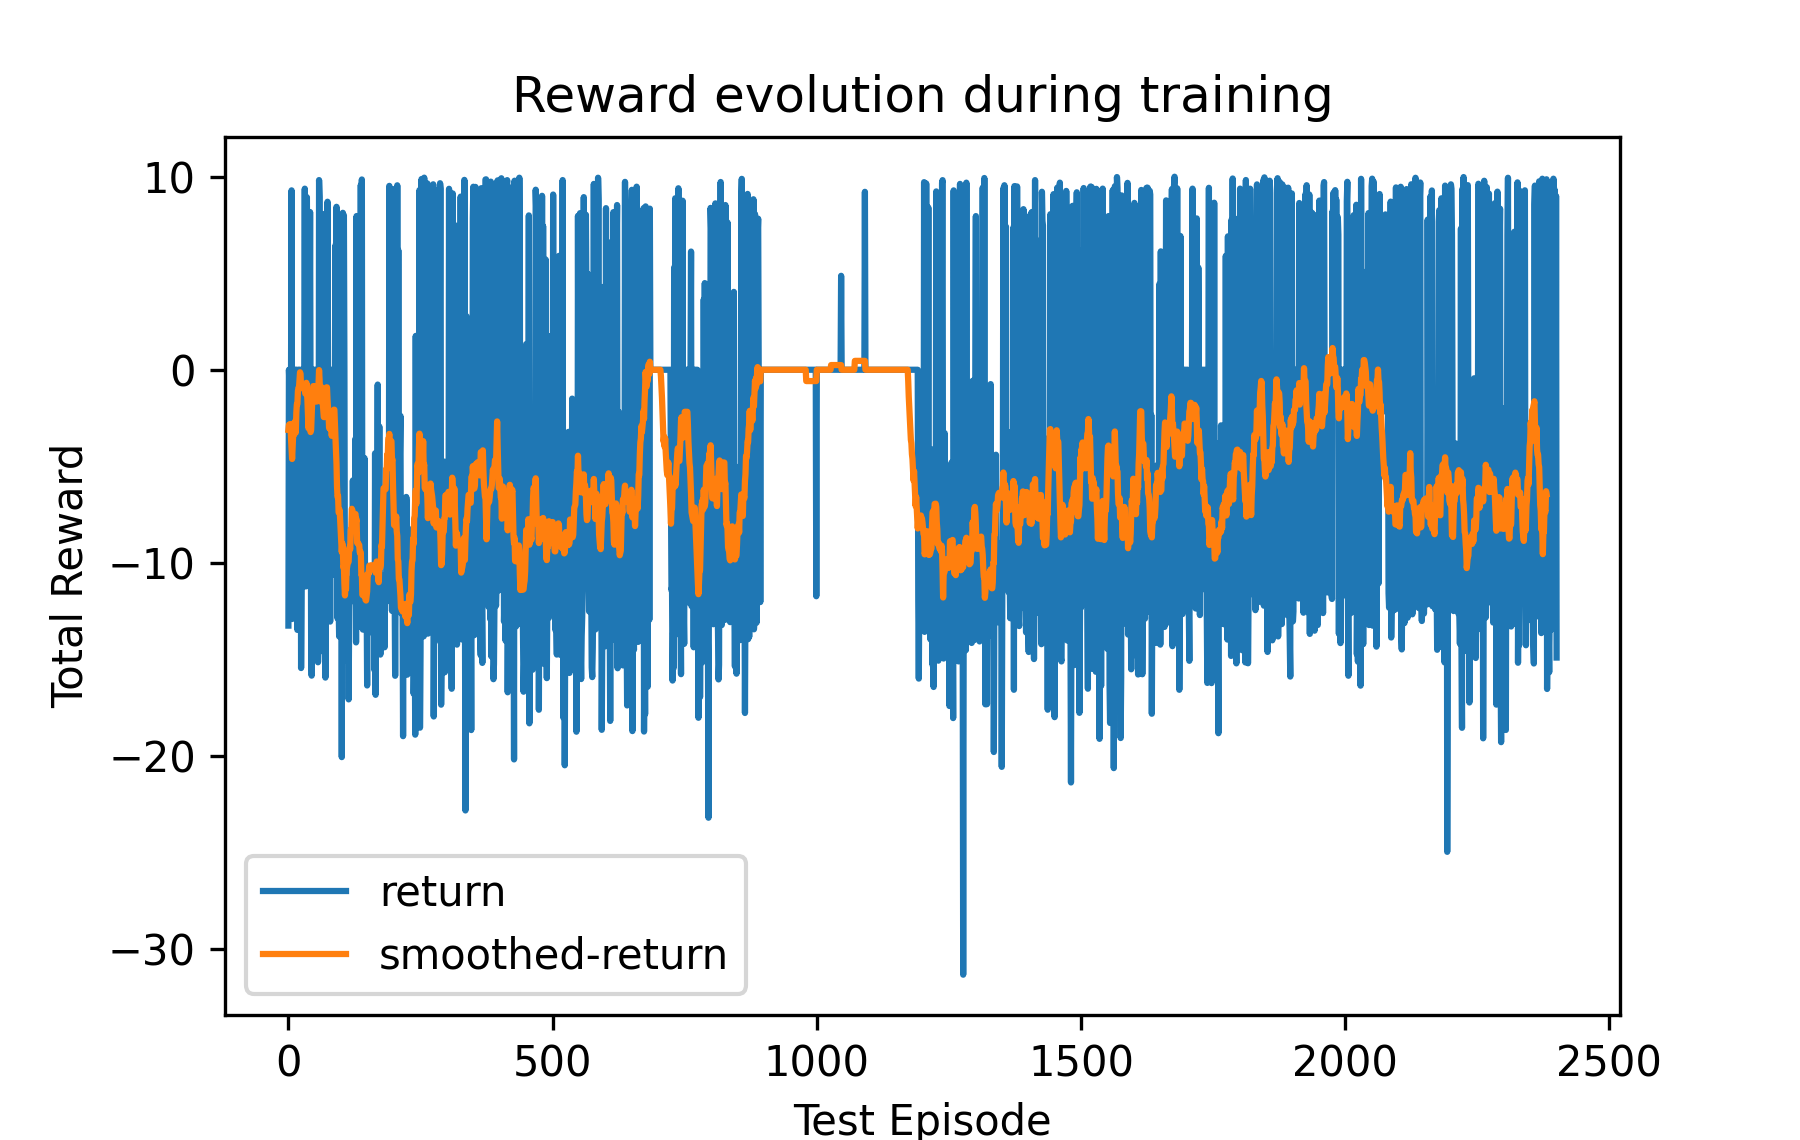 Reward evolution during training
10
0
−10
−20
−30
Total Reward
return
smoothed-return
0 500 1000 1500 2000 2500
Test Episode